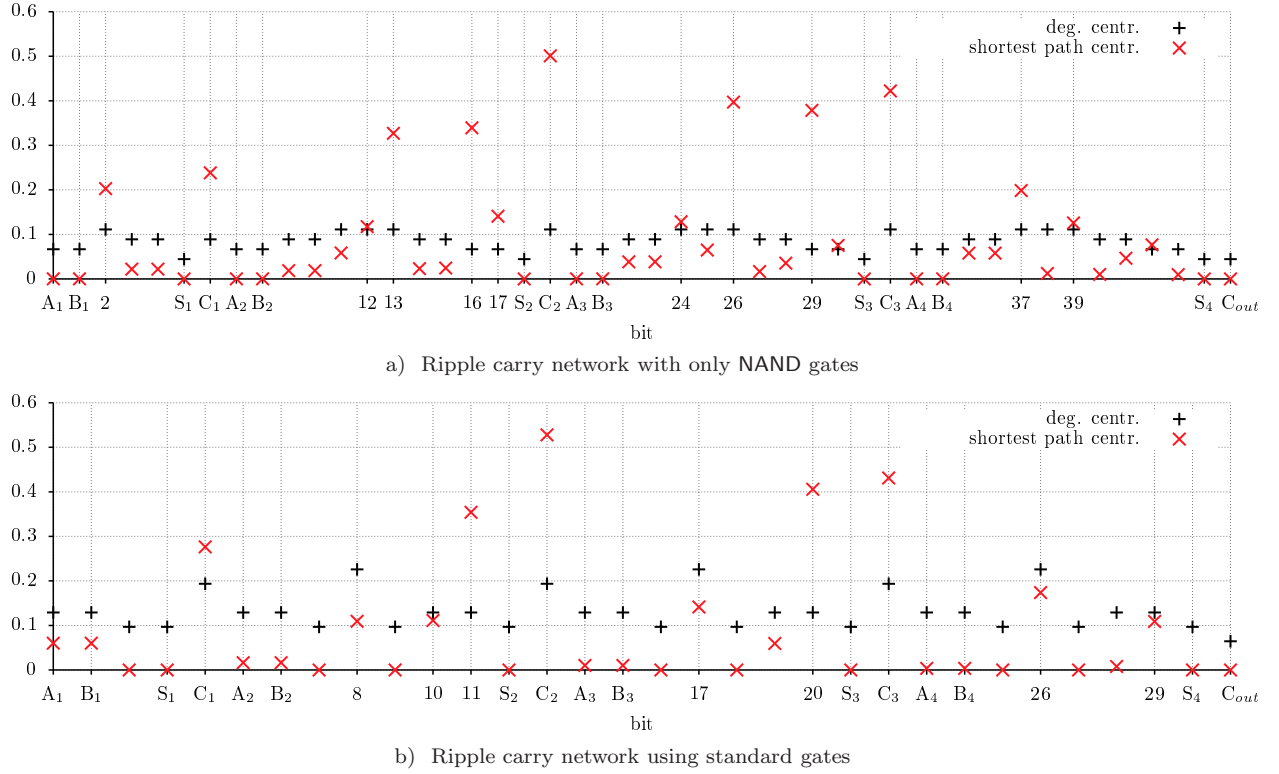 0.6
deg. centr.
shortest path centr.
0.5
0.4
0.3
0.2
0.1
0
A₁ B₁ 2 S₁ C₁ A₂ B₂ 12 13 16 17 S₂ C₂ A₃ B₃ 24 26 29 S₃ C₃ A₄ B₄ 37 39 S₄ Cₒᵤₜ
bit
a) Ripple carry network with only NAND gates
0.6
deg. centr.
shortest path centr.
0.5
0.4
0.3
0.2
0.1
0
A₁ B₁ S₁ C₁ A₂ B₂ 8 10 11 S₂ C₂ A₃ B₃ 17 20 S₃ C₃ A₄ B₄ 26 29 S₄ Cₒᵤₜ
bit
b) Ripple carry network using standard gates